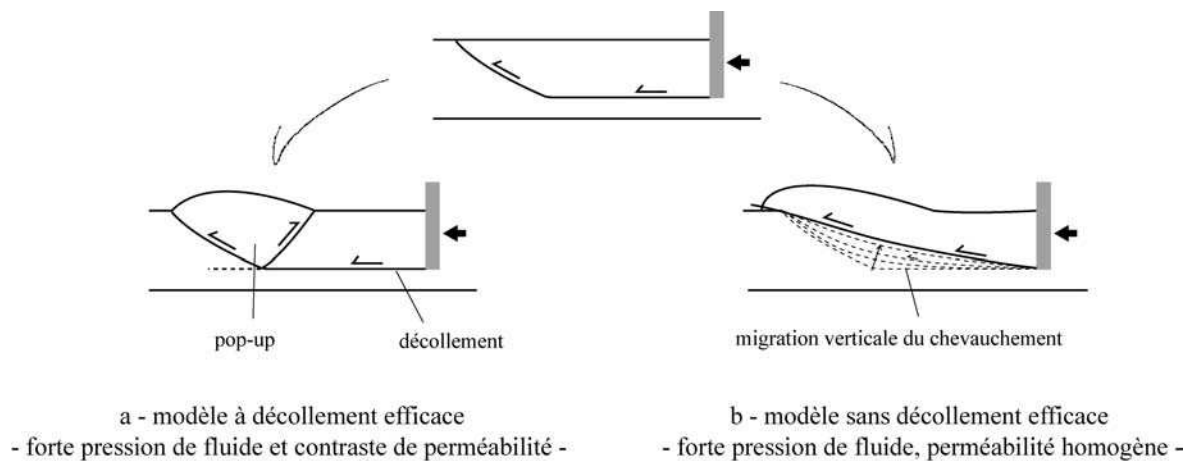 pop-up
décollement
migration verticale du chevauchement
a - modèle à décollement efficace
- forte pression de fluide et contraste de perméabilité -
b - modèle sans décollement efficace
- forte pression de fluide, perméabilité homogène -